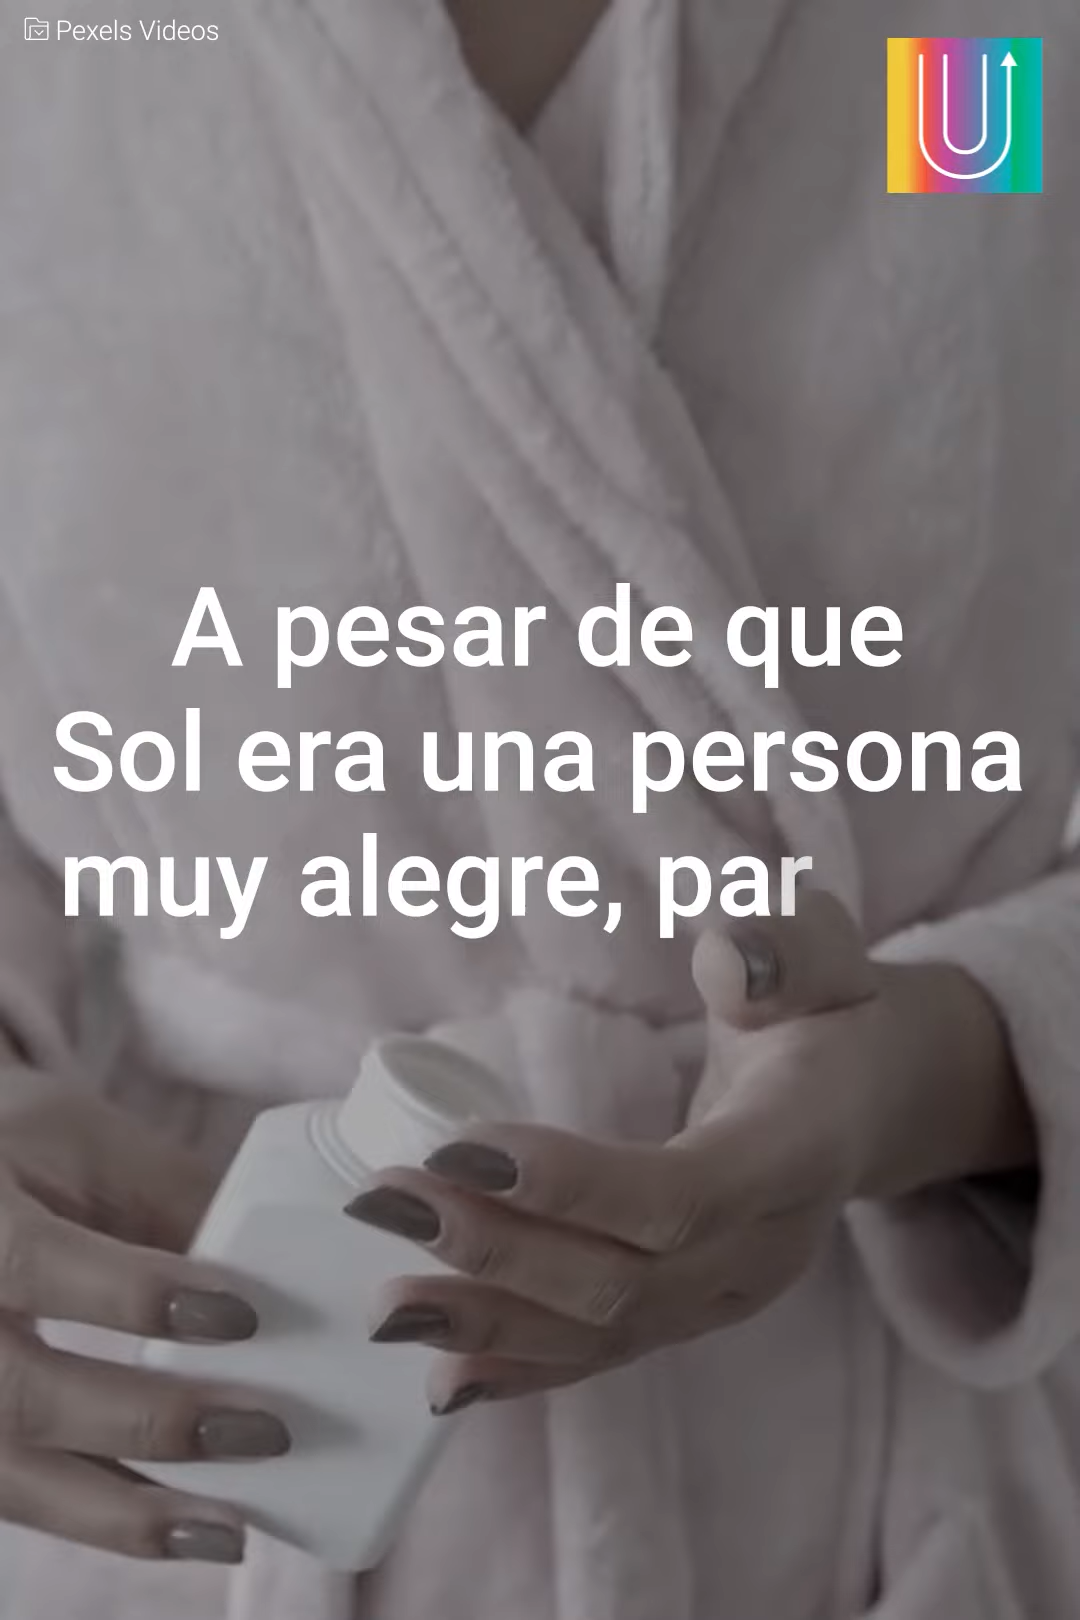 Pexels Videos
U
A pesar de que
Sol era una persona
muy alegre, par